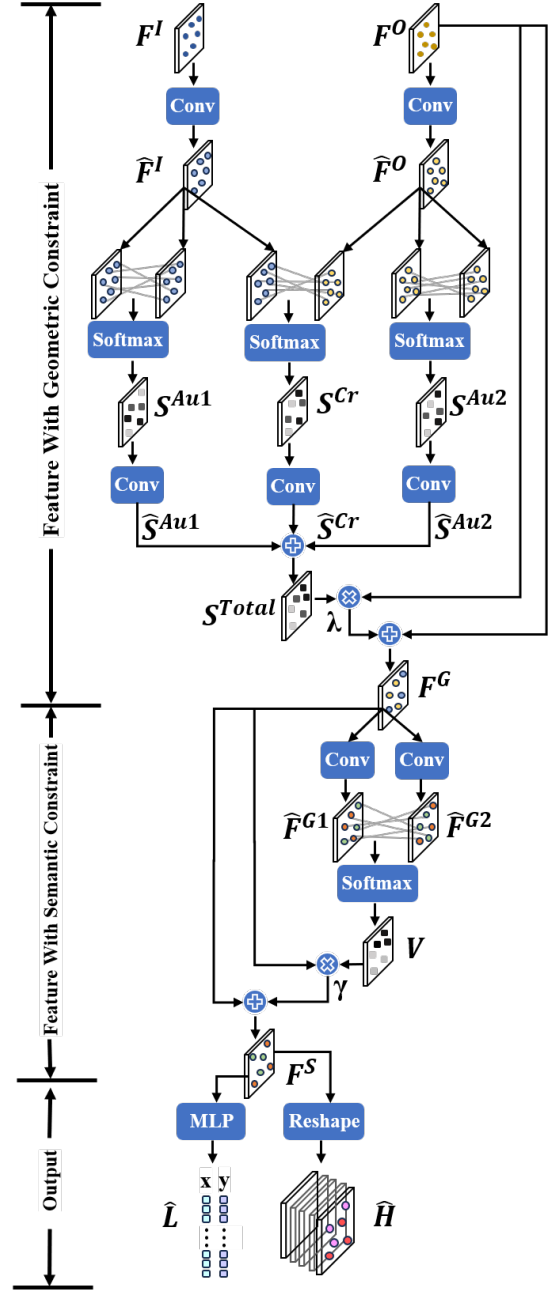 F^I F^O
Conv Conv
F̂^I F̂^O
Softmax Softmax Softmax
S^{Au1} S^{Cr} S^{Au2}
Conv Conv Conv
Ŝ^{Au1} Ŝ^{Cr} Ŝ^{Au2}
S^{Total} λ
F^G
Feature With Geometric Constraint
Conv Conv
F̂^{G1} F̂^{G2}
Softmax
V
γ
Feature With Semantic Constraint
F^S
MLP Reshape
x y
L̂ Ĥ
Output